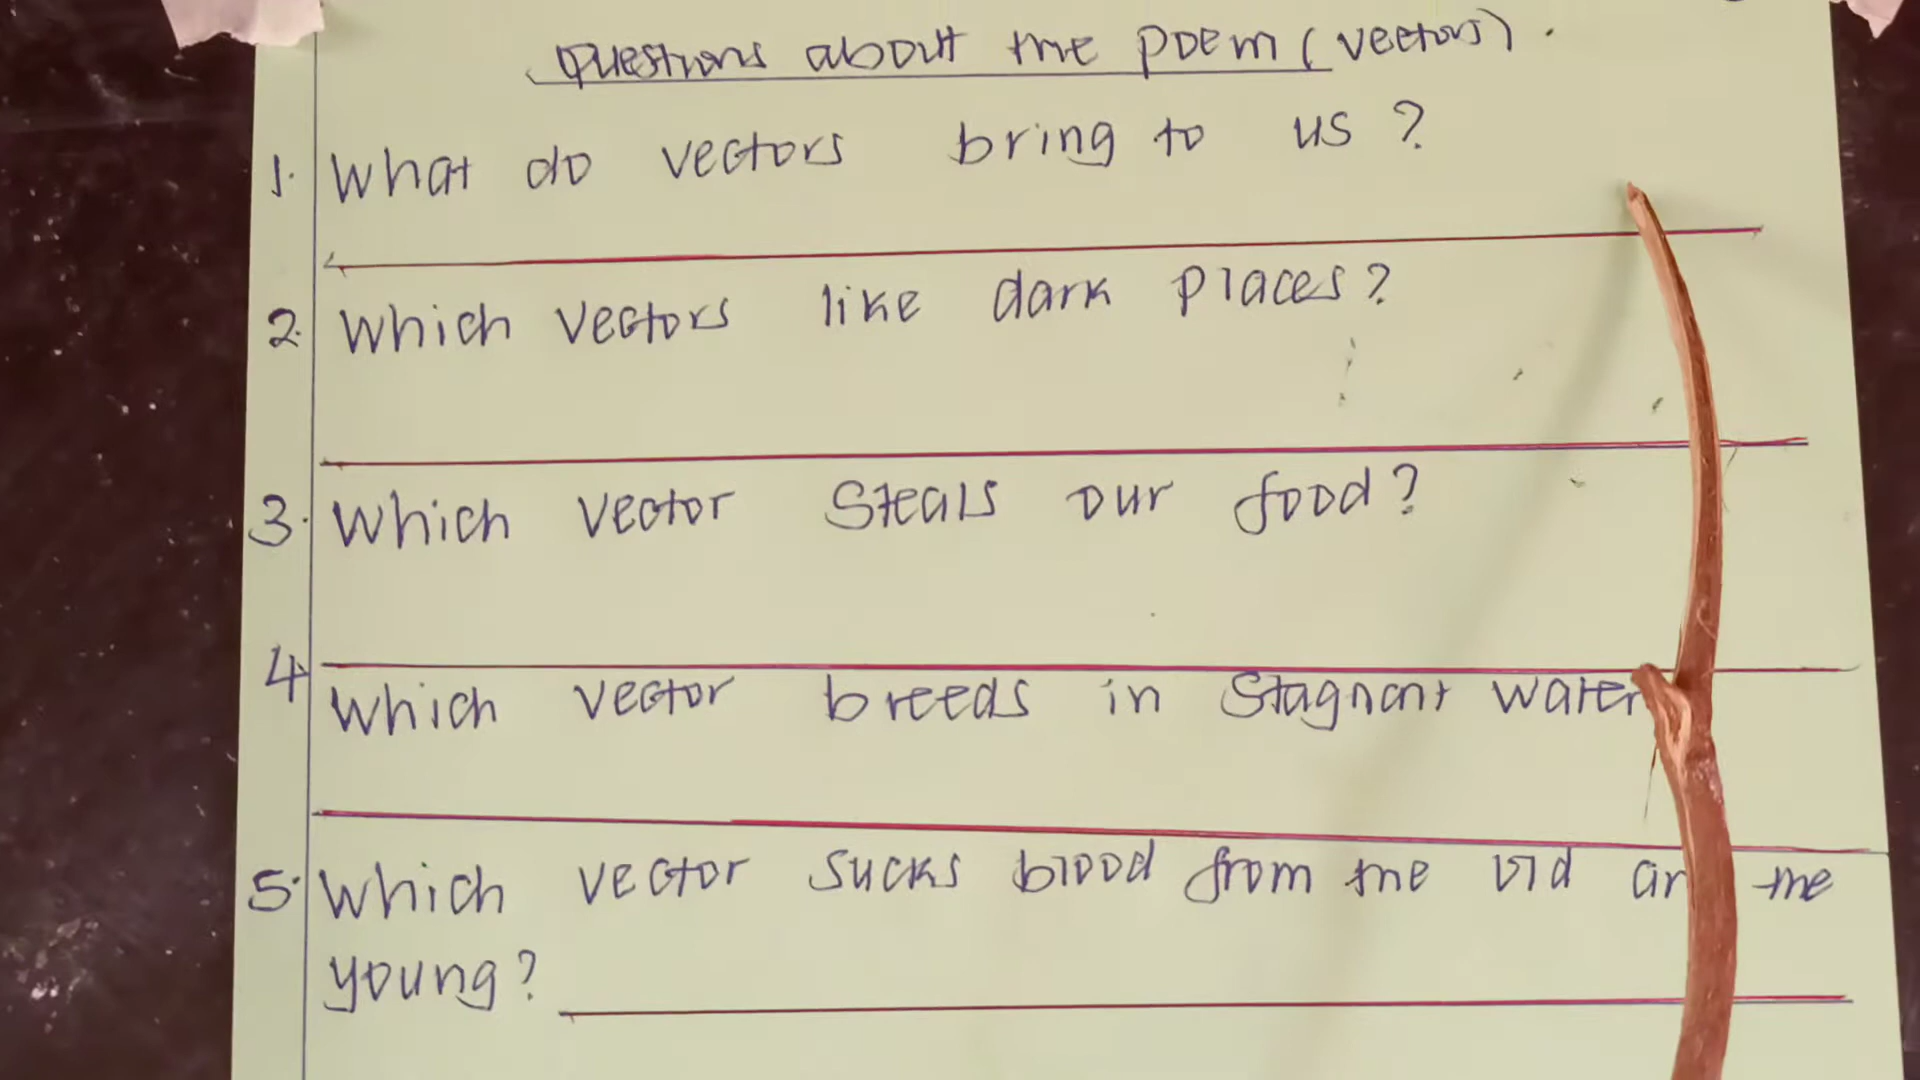 Questions about the poem (vectors).
1. What do vectors bring to us?
2. Which vectors like dark places?
3. Which vector steals our food?
4 Which vector breeds in stagnant water
5. Which vector sucks blood from the old an the
young?